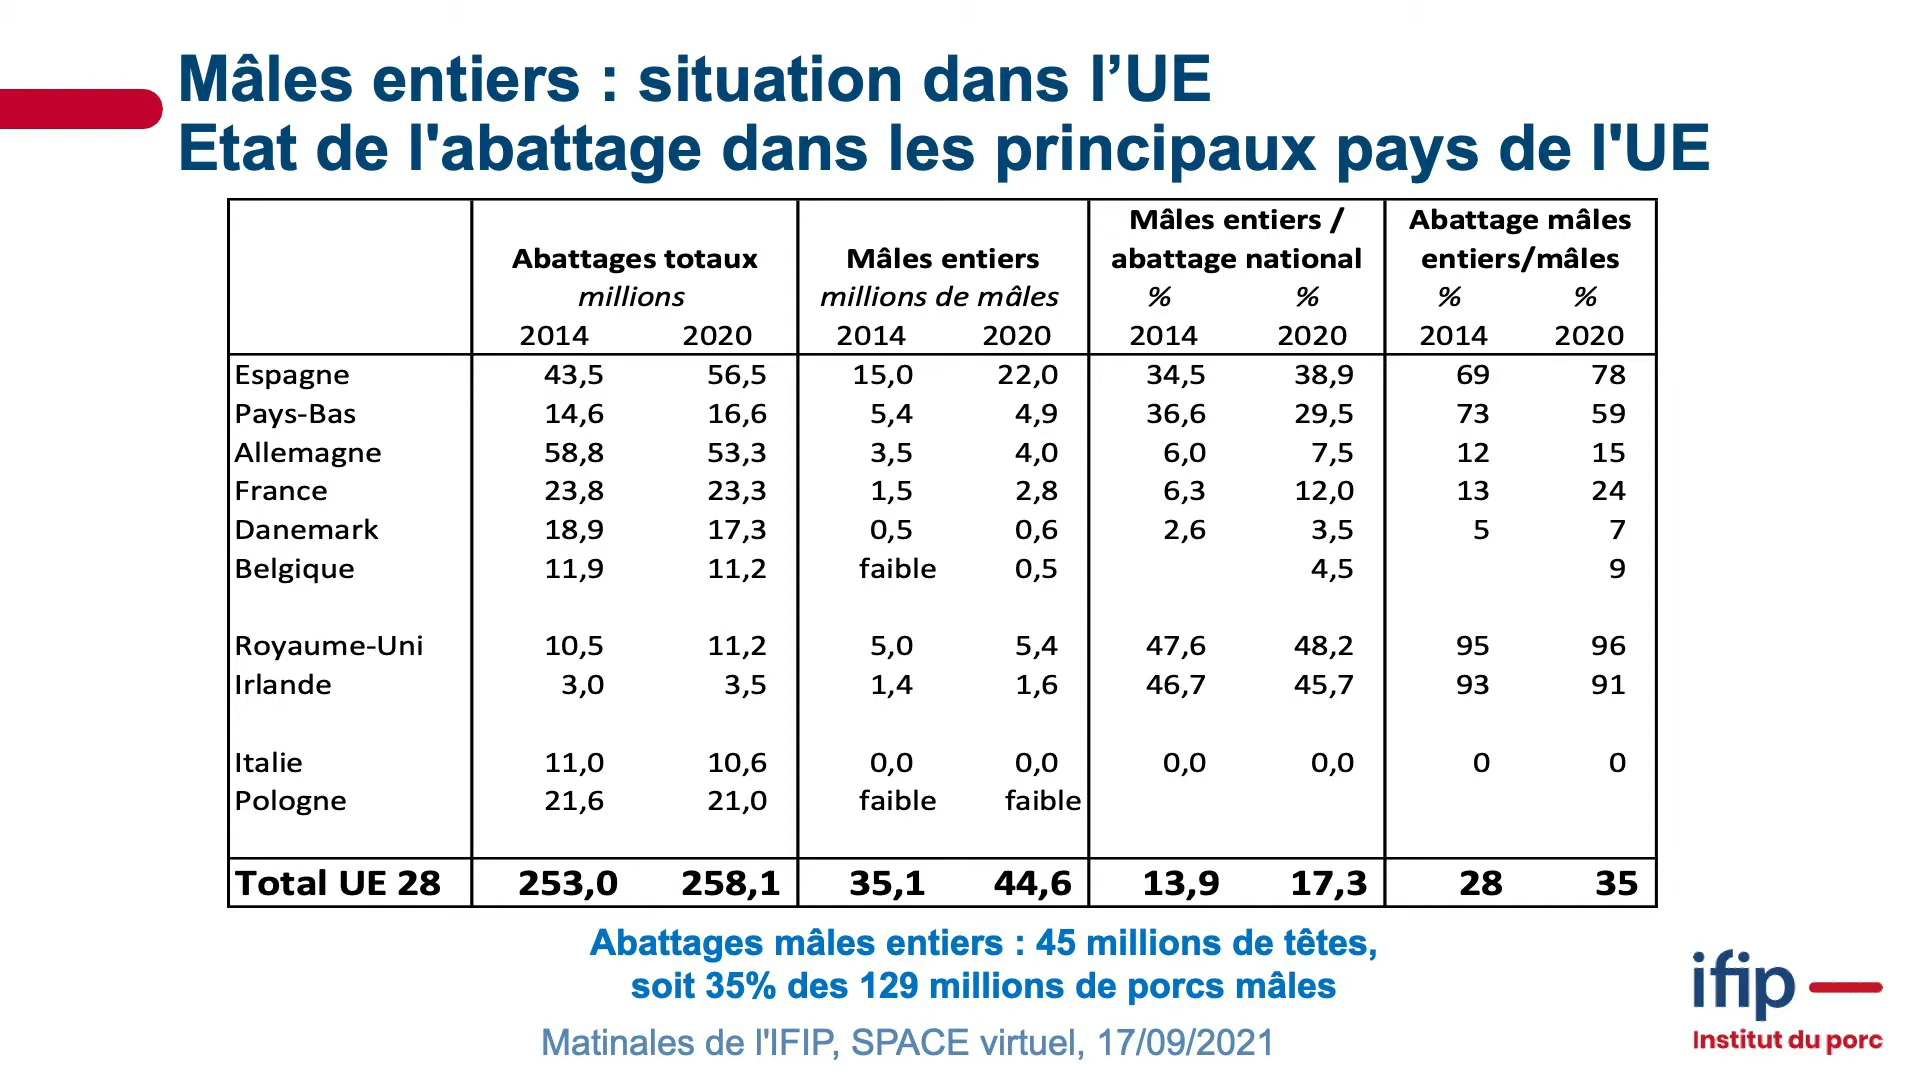 Mâles entiers : situation dans l’UE
Etat de l'abattage dans les principaux pays de l'UE
Mâles entiers / Abattage mâles
Abattages totaux Mâles entiers abattage national entiers/mâles
millions millions de mâles % % % %
2014 2020 2014 2020 2014 2020 2014 2020
Espagne 43,5 56,5 15,0 22,0 34,5 38,9 69 78
Pays-Bas 14,6 16,6 5,4 4,9 36,6 29,5 73 59
Allemagne 58,8 53,3 3,5 4,0 6,0 7,5 12 15
France 23,8 23,3 1,5 2,8 6,3 12,0 13 24
Danemark 18,9 17,3 0,5 0,6 2,6 3,5 5 7
Belgique 11,9 11,2 faible 0,5 4,5 9
Royaume-Uni 10,5 11,2 5,0 5,4 47,6 48,2 95 96
Irlande 3,0 3,5 1,4 1,6 46,7 45,7 93 91
Italie 11,0 10,6 0,0 0,0 0,0 0,0 0 0
Pologne 21,6 21,0 faible faible
Total UE 28 253,0 258,1 35,1 44,6 13,9 17,3 28 35
Abattages mâles entiers : 45 millions de têtes,
soit 35% des 129 millions de porcs mâles
Matinales de l'IFIP, SPACE virtuel, 17/09/2021
ifip
Institut du porc